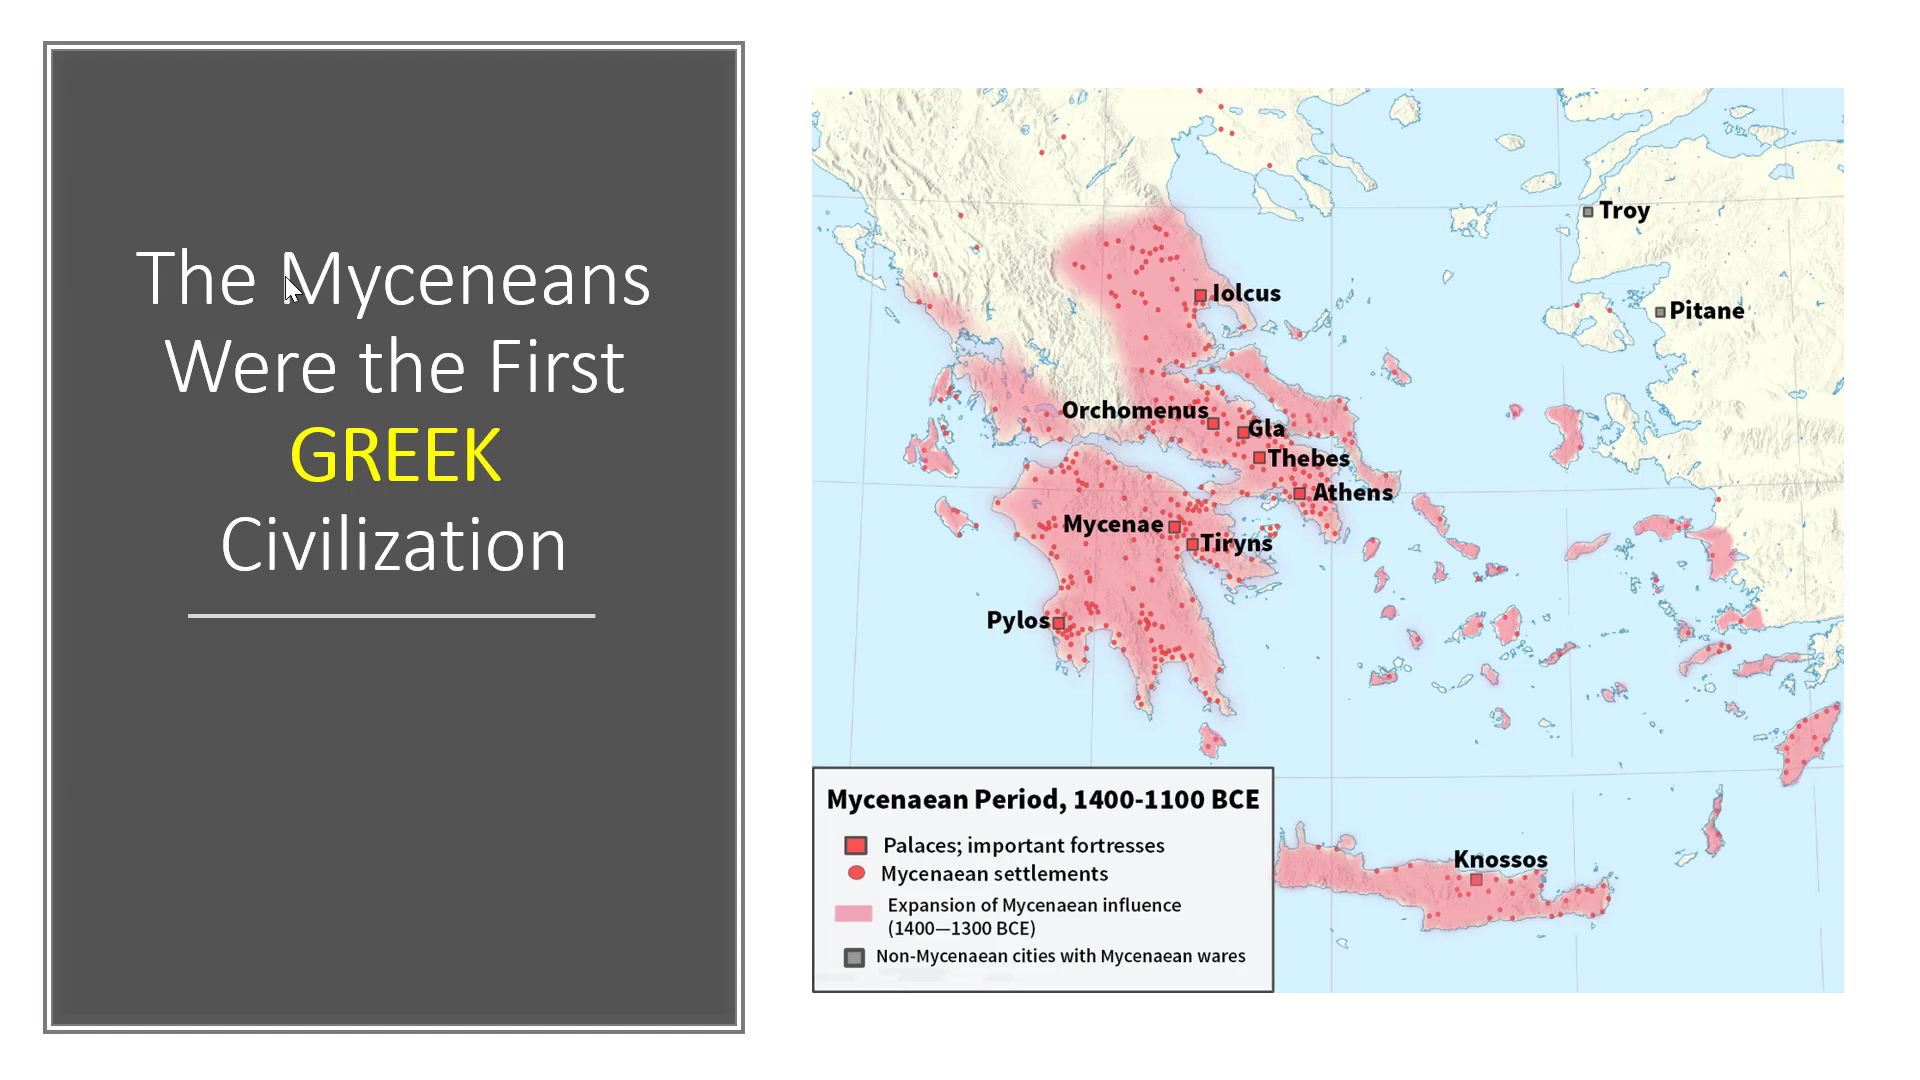 The Myceneans
Were the First
GREEK
Civilization
Troy
Iolcus
Pitane
Orchomenus
Gla
Thebes
Athens
Mycenae
Tiryns
Pylos
Knossos
Mycenaean Period, 1400-1100 BCE
Palaces; important fortresses
Mycenaean settlements
Expansion of Mycenaean influence
(1400—1300 BCE)
Non-Mycenaean cities with Mycenaean wares